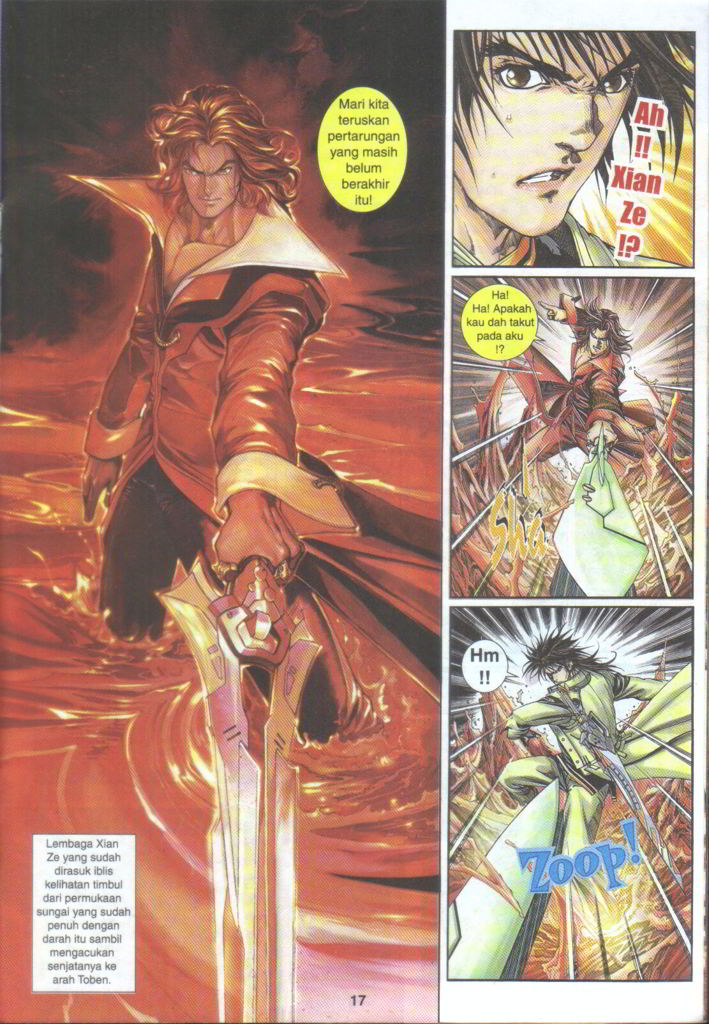 Mari kita
teruskan
pertarungan
yang masih
belum
berakhir
itu!
Lembaga Xian
Ze yang sudah
dirasuk iblis
kelihatan timbul
dari permukaan
sungai yang sudah
penuh dengan
darah itu sambil
mengacukan
senjatanya ke
arah Toben.
Ah
!!
Xian
Ze
!?
Ha!
Ha! Apakah
kau dah takut
pada aku
!?
Sha
Hm
!!
Zoop!
17